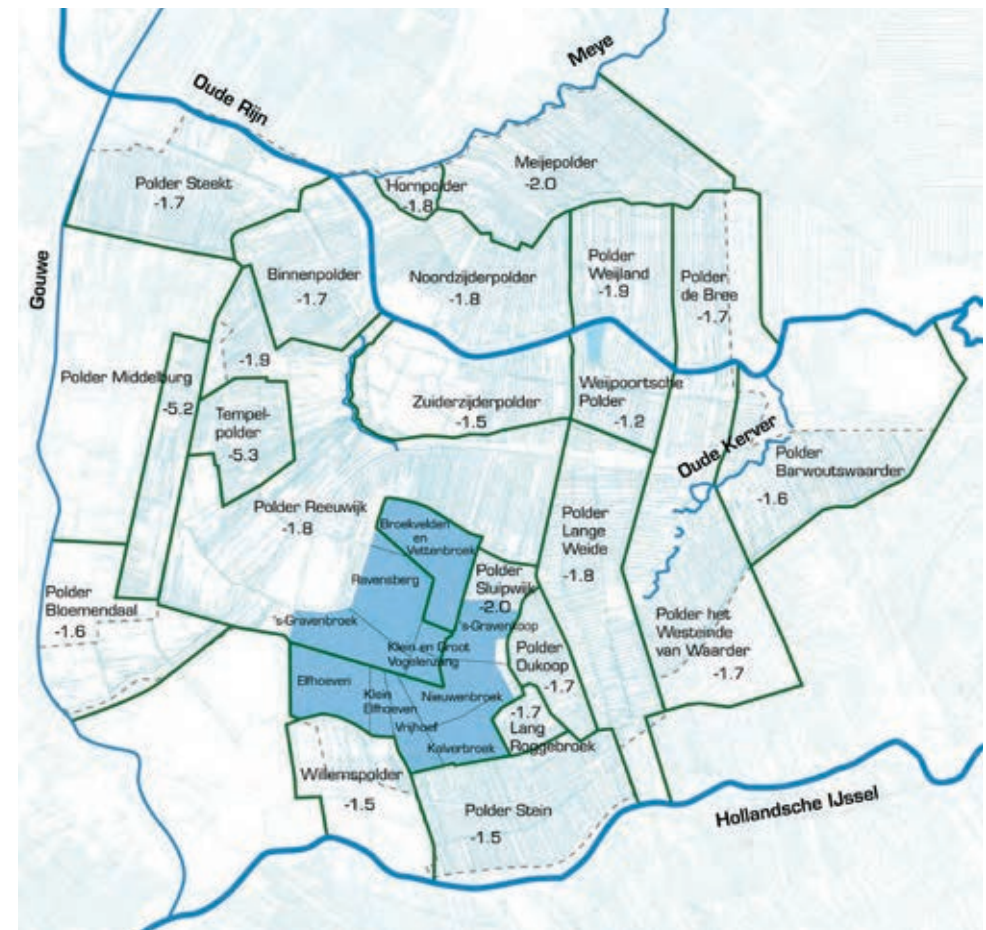 Meye
Oude Rijn
Meijepolder
-2.0
Polder Steekt
-1.7
Hornpolder
-1.8
Gouwe
Binnenpolder
-1.7
Noordzijderpolder
-1.8
Polder
Weijland
-1.9
Polder
de Bree
-1.7
-1.9
Polder Middelburg
-5.2
Zuiderzijderpolder
-1.5
Weijpoortsche
Polder
-1.2
Tempel-
polder
-5.3
Oude Kerver
Polder
Barwoutswaarder
-1.6
Polder Reeuwijk
-1.8
Broekvelden
en
Vettenbroek
Polder
Lange
Weide
-1.8
Ravensberg
Polder
Sluipwijk
-2.0
Polder
Bloemendaal
-1.6
's-Gravenbroek
's-Gravenkoop
Polder het
Westeinde
van Waarder
-1.7
Klein en Groot
Vogelenzang
Polder
Oukoop
-1.7
Elfhoeven
Klein
Elfhoeven
Nieuwenbroek
-1.7
Lang
Roggebroek
Vrijhoef
Kalverbroek
Willemspolder
-1.5
Polder Stein
-1.5
Hollandsche IJssel